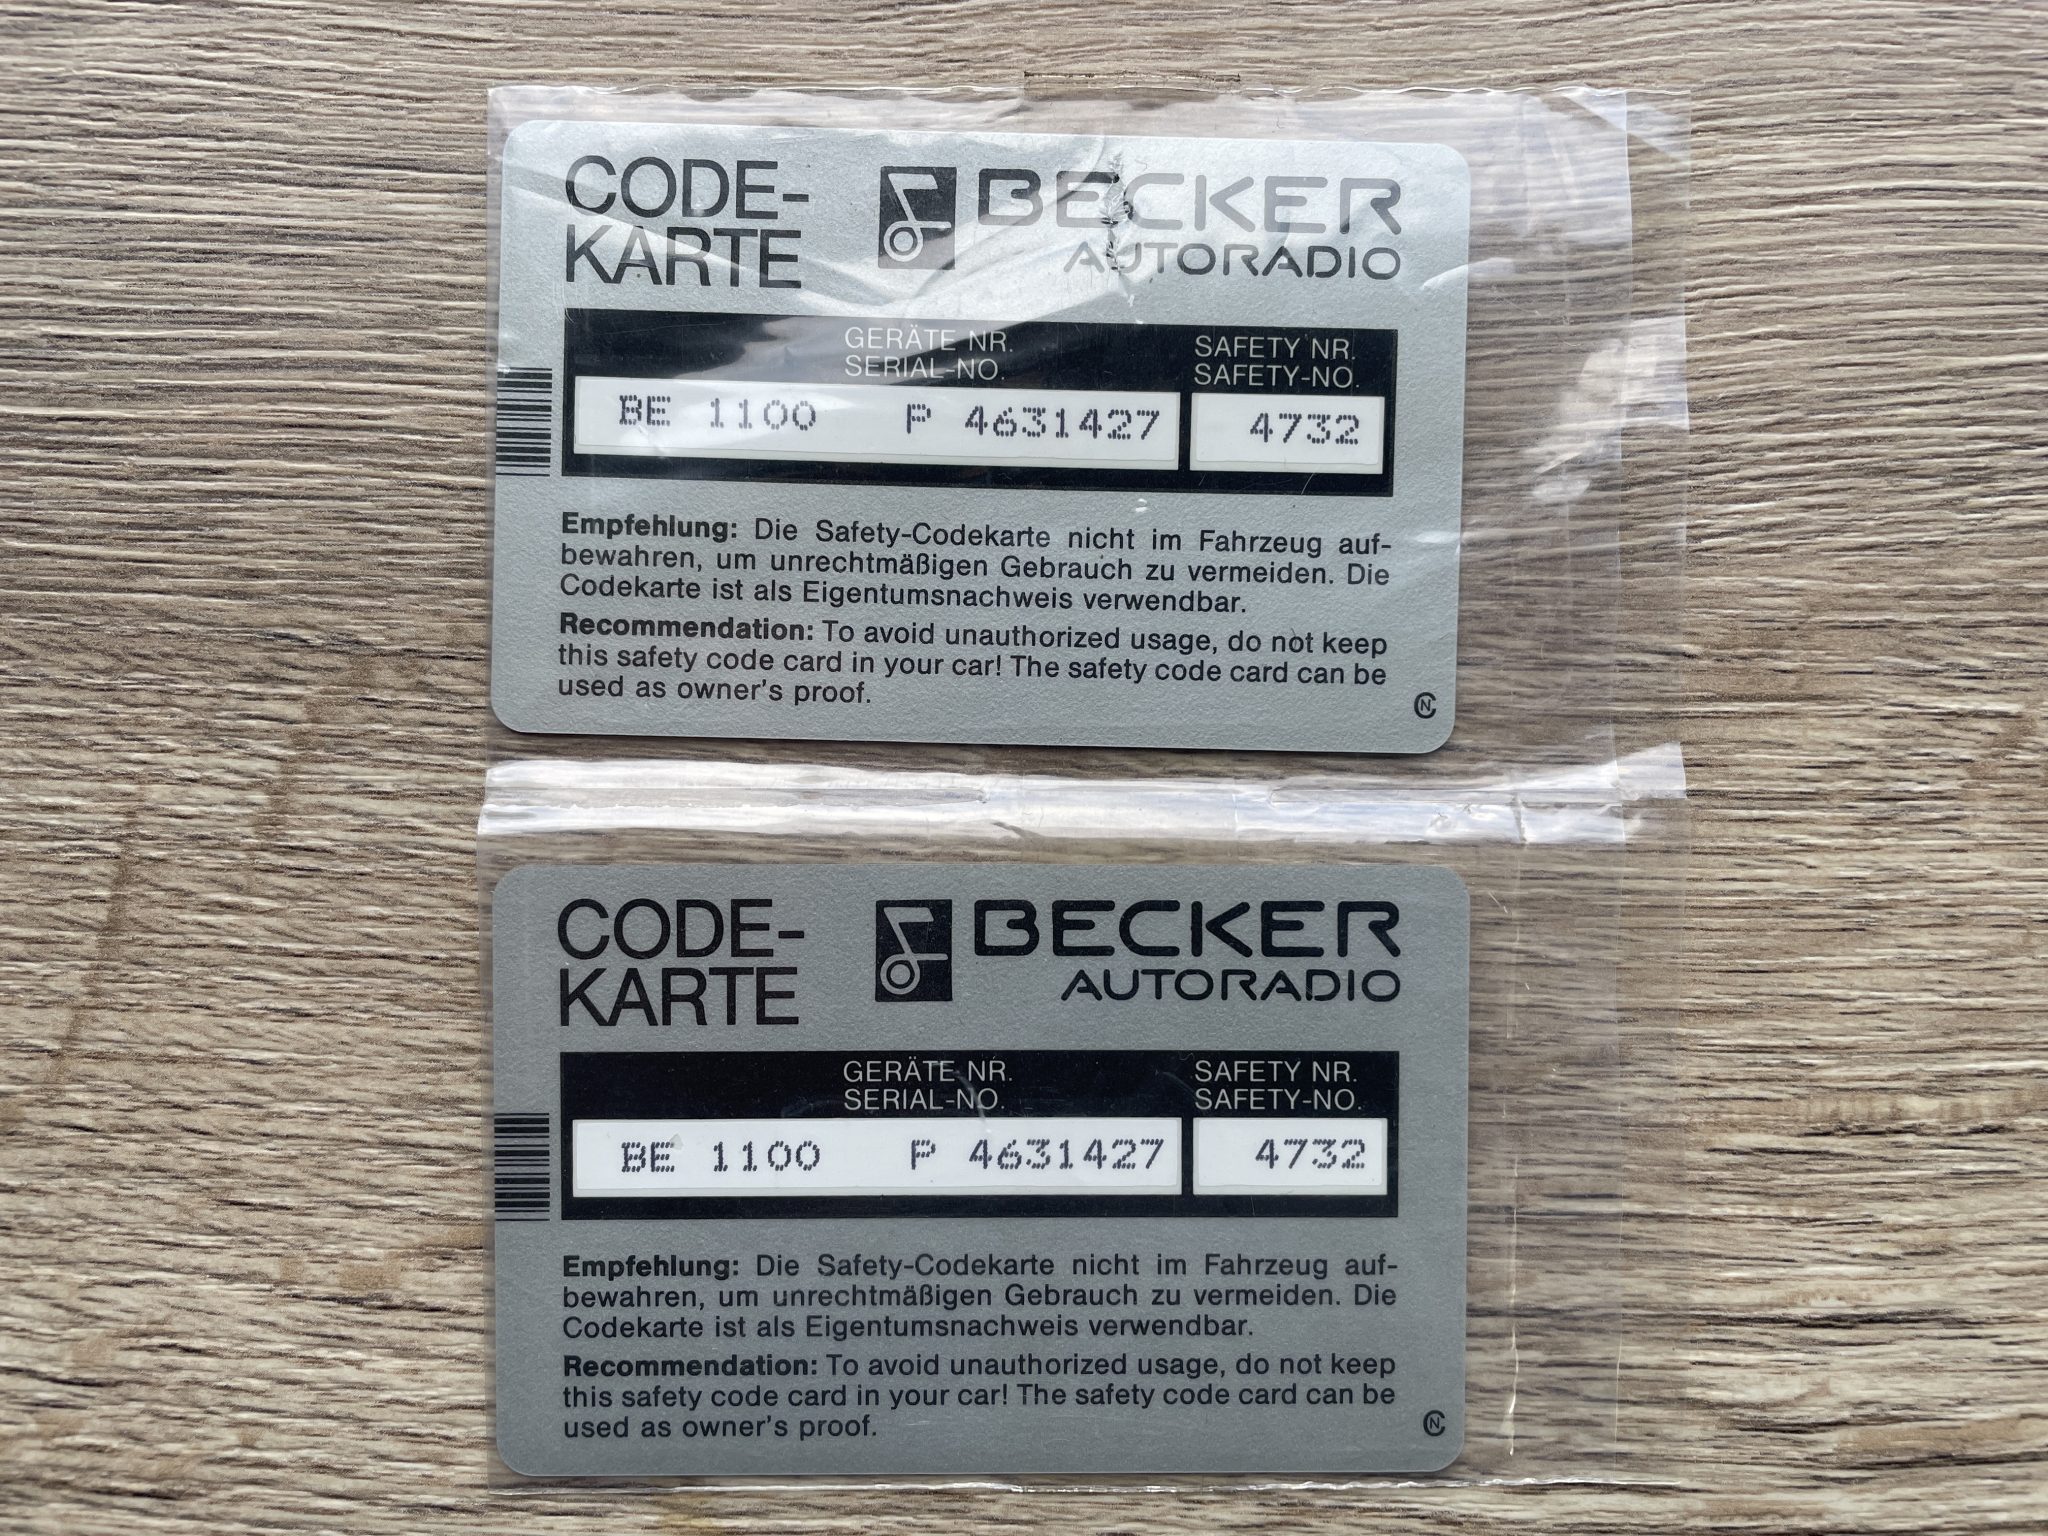 CODE-
KARTE
BECKER
AUTORADIO
GERÄTE NR.
SERIAL-NO.
SAFETY NR.
SAFETY-NO.
BE 1100 P 4631427
4732
Empfehlung: Die Safety-Codekarte nicht im Fahrzeug auf-
bewahren, um unrechtmäßigen Gebrauch zu vermeiden. Die
Codekarte ist als Eigentumsnachweis verwendbar.
Recommendation: To avoid unauthorized usage, do not keep
this safety code card in your car! The safety code card can be
used as owner's proof.
CN
CODE-
KARTE
BECKER
AUTORADIO
GERÄTE NR.
SERIAL-NO.
SAFETY NR.
SAFETY-NO.
BE 1100 P 4631427
4732
Empfehlung: Die Safety-Codekarte nicht im Fahrzeug auf-
bewahren, um unrechtmäßigen Gebrauch zu vermeiden. Die
Codekarte ist als Eigentumsnachweis verwendbar.
Recommendation: To avoid unauthorized usage, do not keep
this safety code card in your car! The safety code card can be
used as owner's proof.
CN